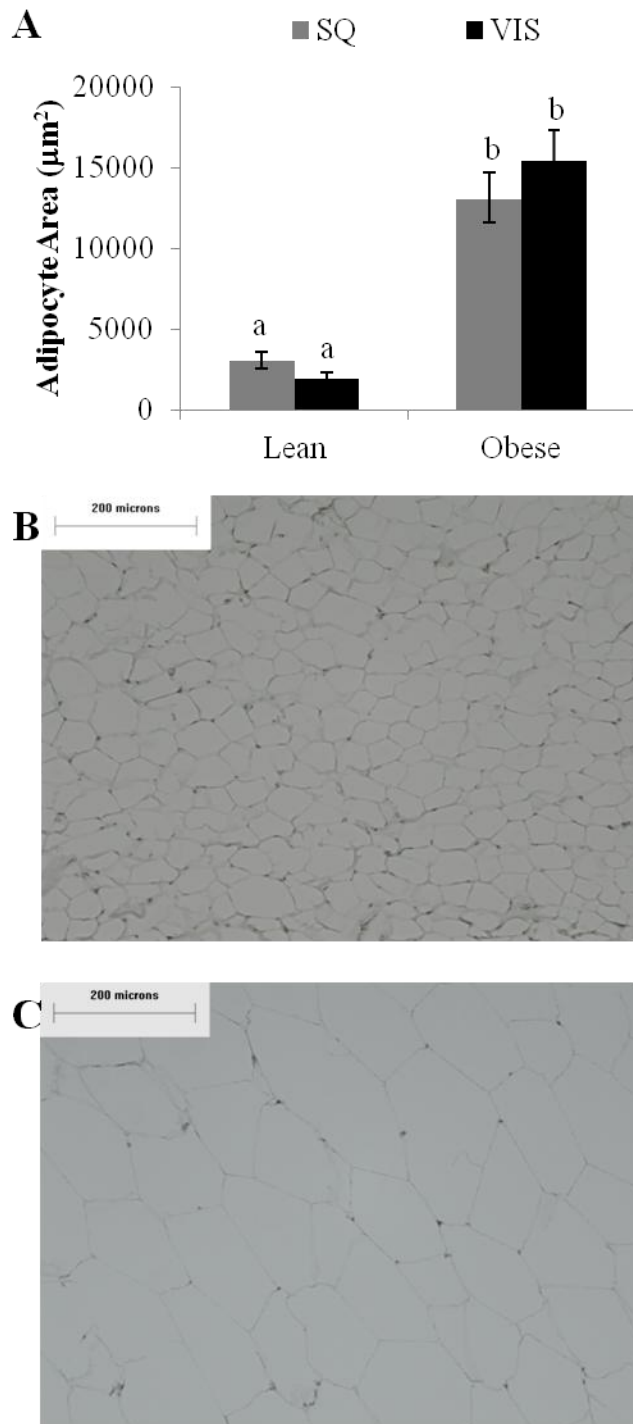 A
SQ VIS
Adipocyte Area (µm²)
20000
15000
10000
5000
0
a a b b
Lean Obese
B
200 microns
C
200 microns